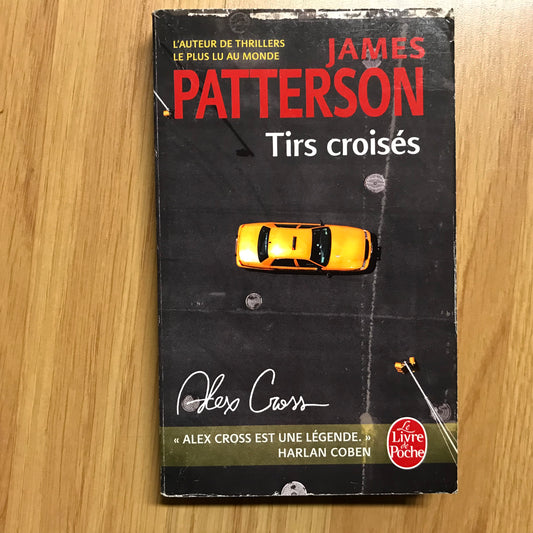 L'AUTEUR DE THRILLERS
LE PLUS LU AU MONDE
JAMES
PATTERSON
Tirs croisés
Alex Cross
« ALEX CROSS EST UNE LÉGENDE. »
HARLAN COBEN
Le
Livre
de
Poche